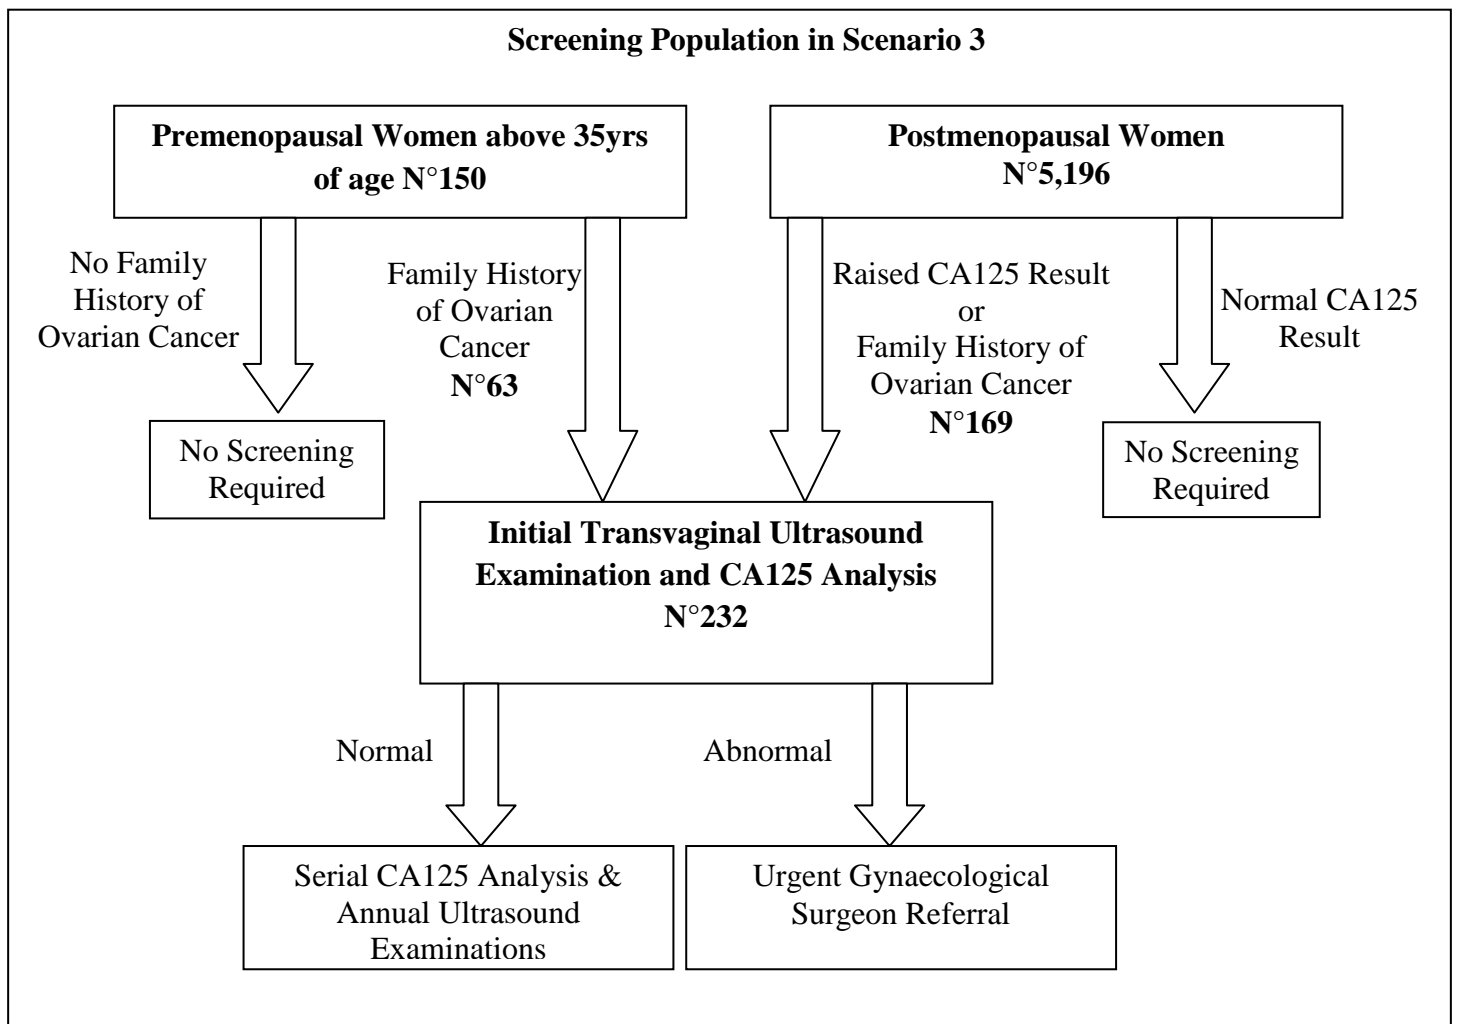 Screening Population in Scenario 3
Premenopausal Women above 35yrs
of age N°150
Postmenopausal Women
N°5,196
No Family
History of
Ovarian Cancer
Family History
of Ovarian
Cancer
N°63
Raised CA125 Result
or
Family History of
Ovarian Cancer
N°169
Normal CA125
Result
No Screening
Required
No Screening
Required
Initial Transvaginal Ultrasound
Examination and CA125 Analysis
N°232
Normal
Abnormal
Serial CA125 Analysis &
Annual Ultrasound
Examinations
Urgent Gynaecological
Surgeon Referral